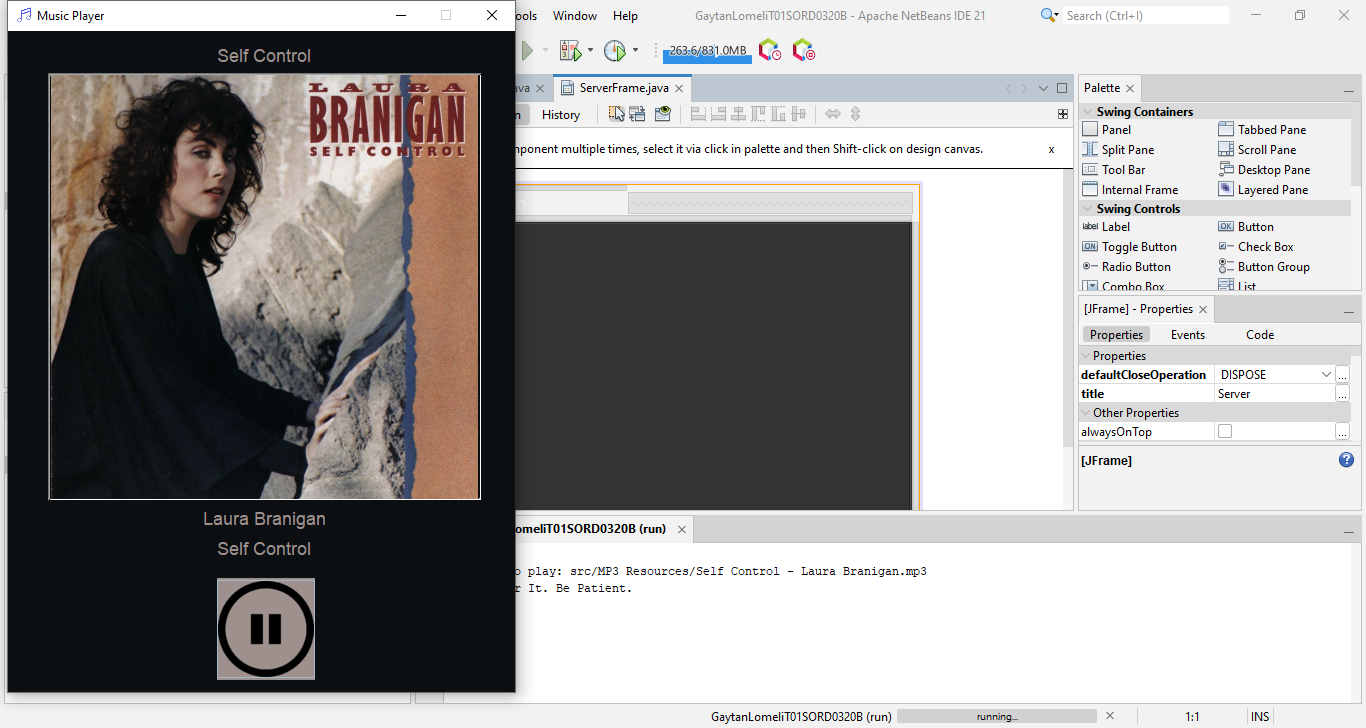 Music Player
Self Control
LAURA
BRANIGAN
SELF CONTROL
Laura Branigan
Self Control
ools Window Help
GaytanLomeliT01SORD0320B - Apache NetBeans IDE 21
Search (Ctrl+I)
263.6/831.0MB
ava
ServerFrame.java
n
History
mponent multiple times, select it via click in palette and then Shift-click on design canvas.
x
Palette
Swing Containers
Panel
Tabbed Pane
Split Pane
Scroll Pane
Tool Bar
Desktop Pane
Internal Frame
Layered Pane
Swing Controls
label Label
OK Button
ON Toggle Button
Check Box
Radio Button
Button Group
Combo Box
List
[JFrame] - Properties
Properties
Events
Code
Properties
defaultCloseOperation
DISPOSE
...
title
Server
...
Other Properties
alwaysOnTop
...
[JFrame]
?
omeliT01SORD0320B (run)
o play: src/MP3 Resources/Self Control - Laura Branigan.mp3
r It. Be Patient.
GaytanLomeliT01SORD0320B (run)
running...
1:1
INS